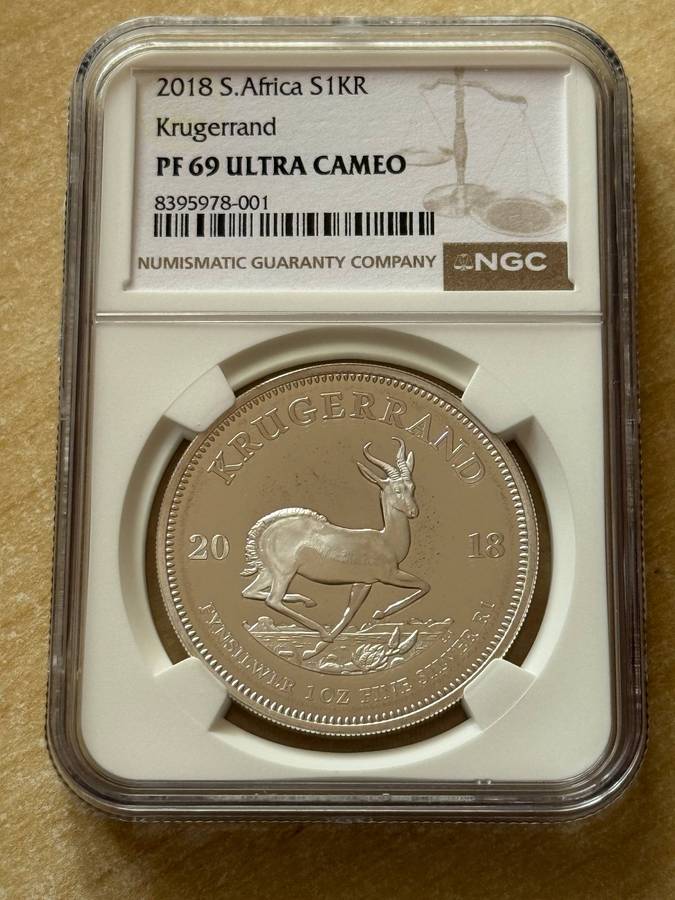 2018 S.Africa S1KR
Krugerrand
PF 69 ULTRA CAMEO
8395978-001
NUMISMATIC GUARANTY COMPANY
NGC
KRUGERRAND
20 18
FYNSILWER 1 OZ FINE SILVER R1